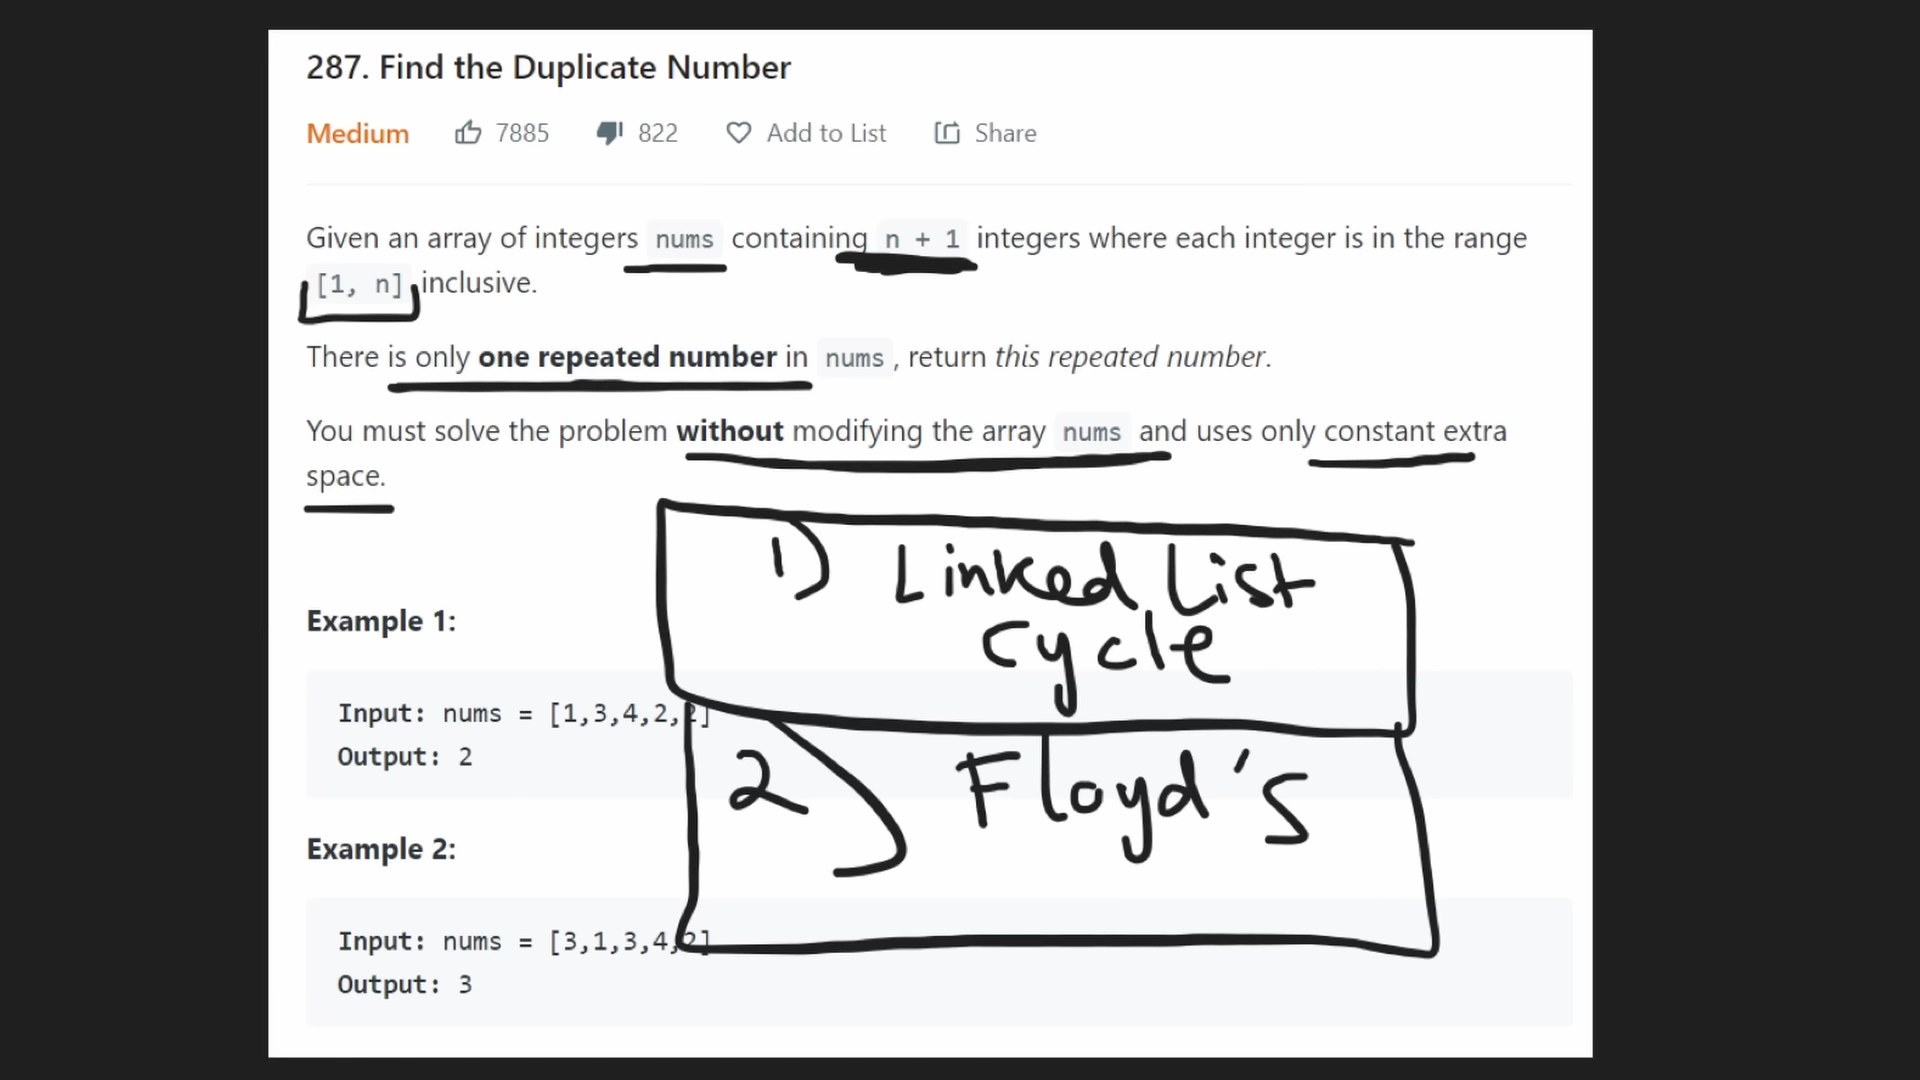 287. Find the Duplicate Number
Medium 7885 822 Add to List Share
Given an array of integers nums containing n + 1 integers where each integer is in the range
[1, n] inclusive.
There is only one repeated number in nums , return this repeated number.
You must solve the problem without modifying the array nums and uses only constant extra
space.
1) Linked List
Cycle
Example 1:
Input: nums = [1,3,4,2,2]
Output: 2
2) Floyd's
Example 2:
Input: nums = [3,1,3,4,2]
Output: 3